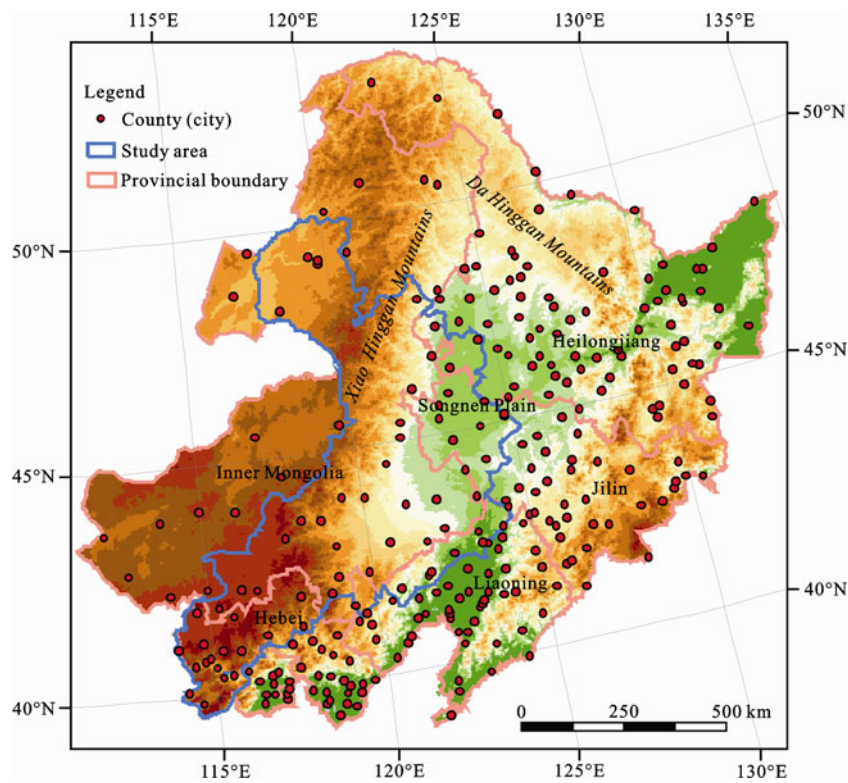 115°E
120°E
125°E
130°E
135°E
Legend
County (city)
Study area
Provincial boundary
50°N
50°N
Da Hinggan Mountains
Xiao Hinggan Mountains
Heilongjiang
45°N
Songnen Plain
Inner Mongolia
45°N
Jilin
Liaoning
40°N
Hebei
40°N
0 250 500 km
115°E
120°E
125°E
130°E